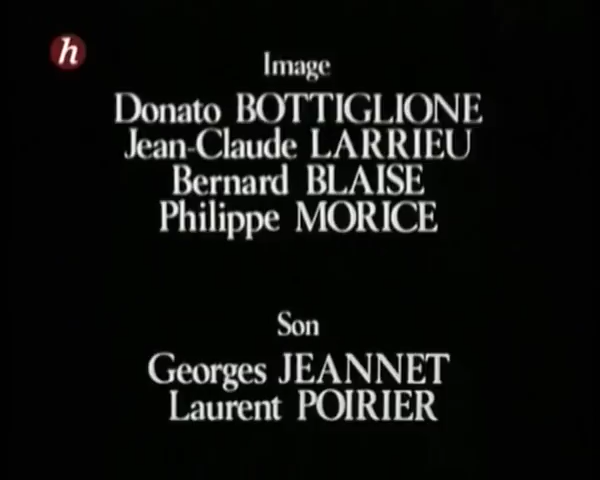 h
Image
Donato BOTTIGLIONE
Jean-Claude LARRIEU
Bernard BLAISE
Philippe MORICE
Son
Georges JEANNET
Laurent POIRIER